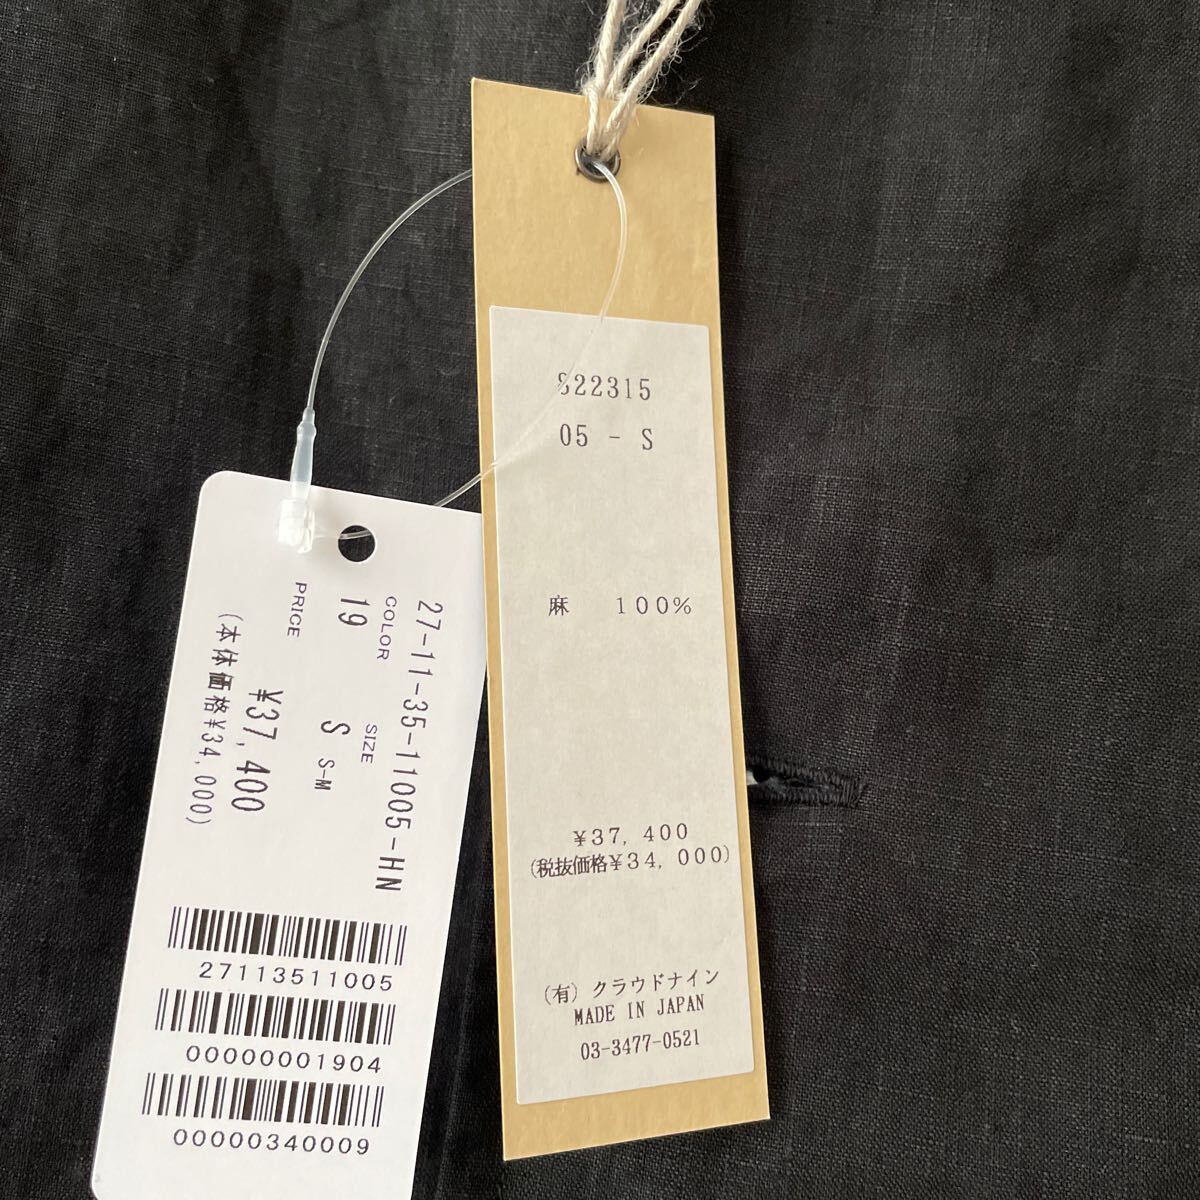 S22315
05 - S
麻 100%
¥37,400
(税抜価格¥34,000)
(有) クラウドナイン
MADE IN JAPAN
03-3477-0521
27-11-35-11005-HN
COLOR SIZE
19 S S-M
PRICE
¥37,400
(本体価格¥34,000)
27113511005
00000001904
00000340009